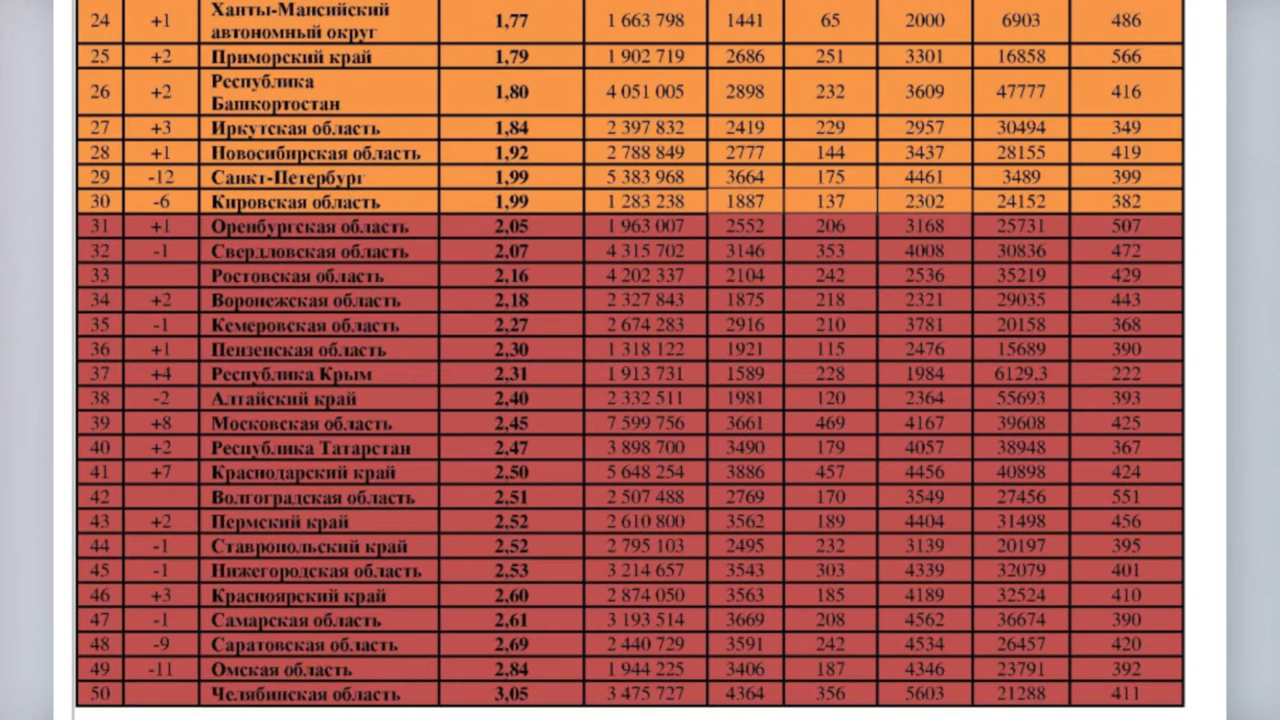 24 +1 Ханты-Мансийский автономный округ 1,77 1 663 798 1441 65 2000 6903 486
25 +2 Приморский край 1,79 1 902 719 2686 251 3301 16858 566
26 +2 Республика Башкортостан 1,80 4 051 005 2898 232 3609 47777 416
27 +3 Иркутская область 1,84 2 397 832 2419 229 2957 30494 349
28 +1 Новосибирская область 1,92 2 788 849 2777 144 3437 28155 419
29 -12 Санкт-Петербург 1,99 5 383 968 3664 175 4461 3489 399
30 -6 Кировская область 1,99 1 283 238 1887 137 2302 24152 382
31 +1 Оренбургская область 2,05 1 963 007 2552 206 3168 25731 507
32 -1 Свердловская область 2,07 4 315 702 3146 353 4008 30836 472
33 Ростовская область 2,16 4 202 337 2104 242 2536 35219 429
34 +2 Воронежская область 2,18 2 327 843 1875 218 2321 29035 443
35 -1 Кемеровская область 2,27 2 674 283 2916 210 3781 20158 368
36 +1 Пензенская область 2,30 1 318 122 1921 115 2476 15689 390
37 +4 Республика Крым 2,31 1 913 731 1589 228 1984 6129,3 222
38 -2 Алтайский край 2,40 2 332 511 1981 120 2364 55693 393
39 +8 Московская область 2,45 7 599 756 3661 469 4167 39608 425
40 +2 Республика Татарстан 2,47 3 898 700 3490 179 4057 38948 367
41 +7 Краснодарский край 2,50 5 648 254 3886 457 4456 40898 424
42 Волгоградская область 2,51 2 507 488 2769 170 3549 27456 551
43 +2 Пермский край 2,52 2 610 800 3562 189 4404 31498 456
44 -1 Ставропольский край 2,52 2 795 103 2495 232 3139 20197 395
45 -1 Нижегородская область 2,53 3 214 657 3543 303 4339 32079 401
46 +3 Красноярский край 2,60 2 874 050 3563 185 4189 32524 410
47 -1 Самарская область 2,61 3 193 514 3669 208 4562 36674 390
48 -9 Саратовская область 2,69 2 440 729 3591 242 4534 26457 420
49 -11 Омская область 2,84 1 944 225 3406 187 4346 23791 392
50 Челябинская область 3,05 3 475 727 4364 356 5603 21288 411